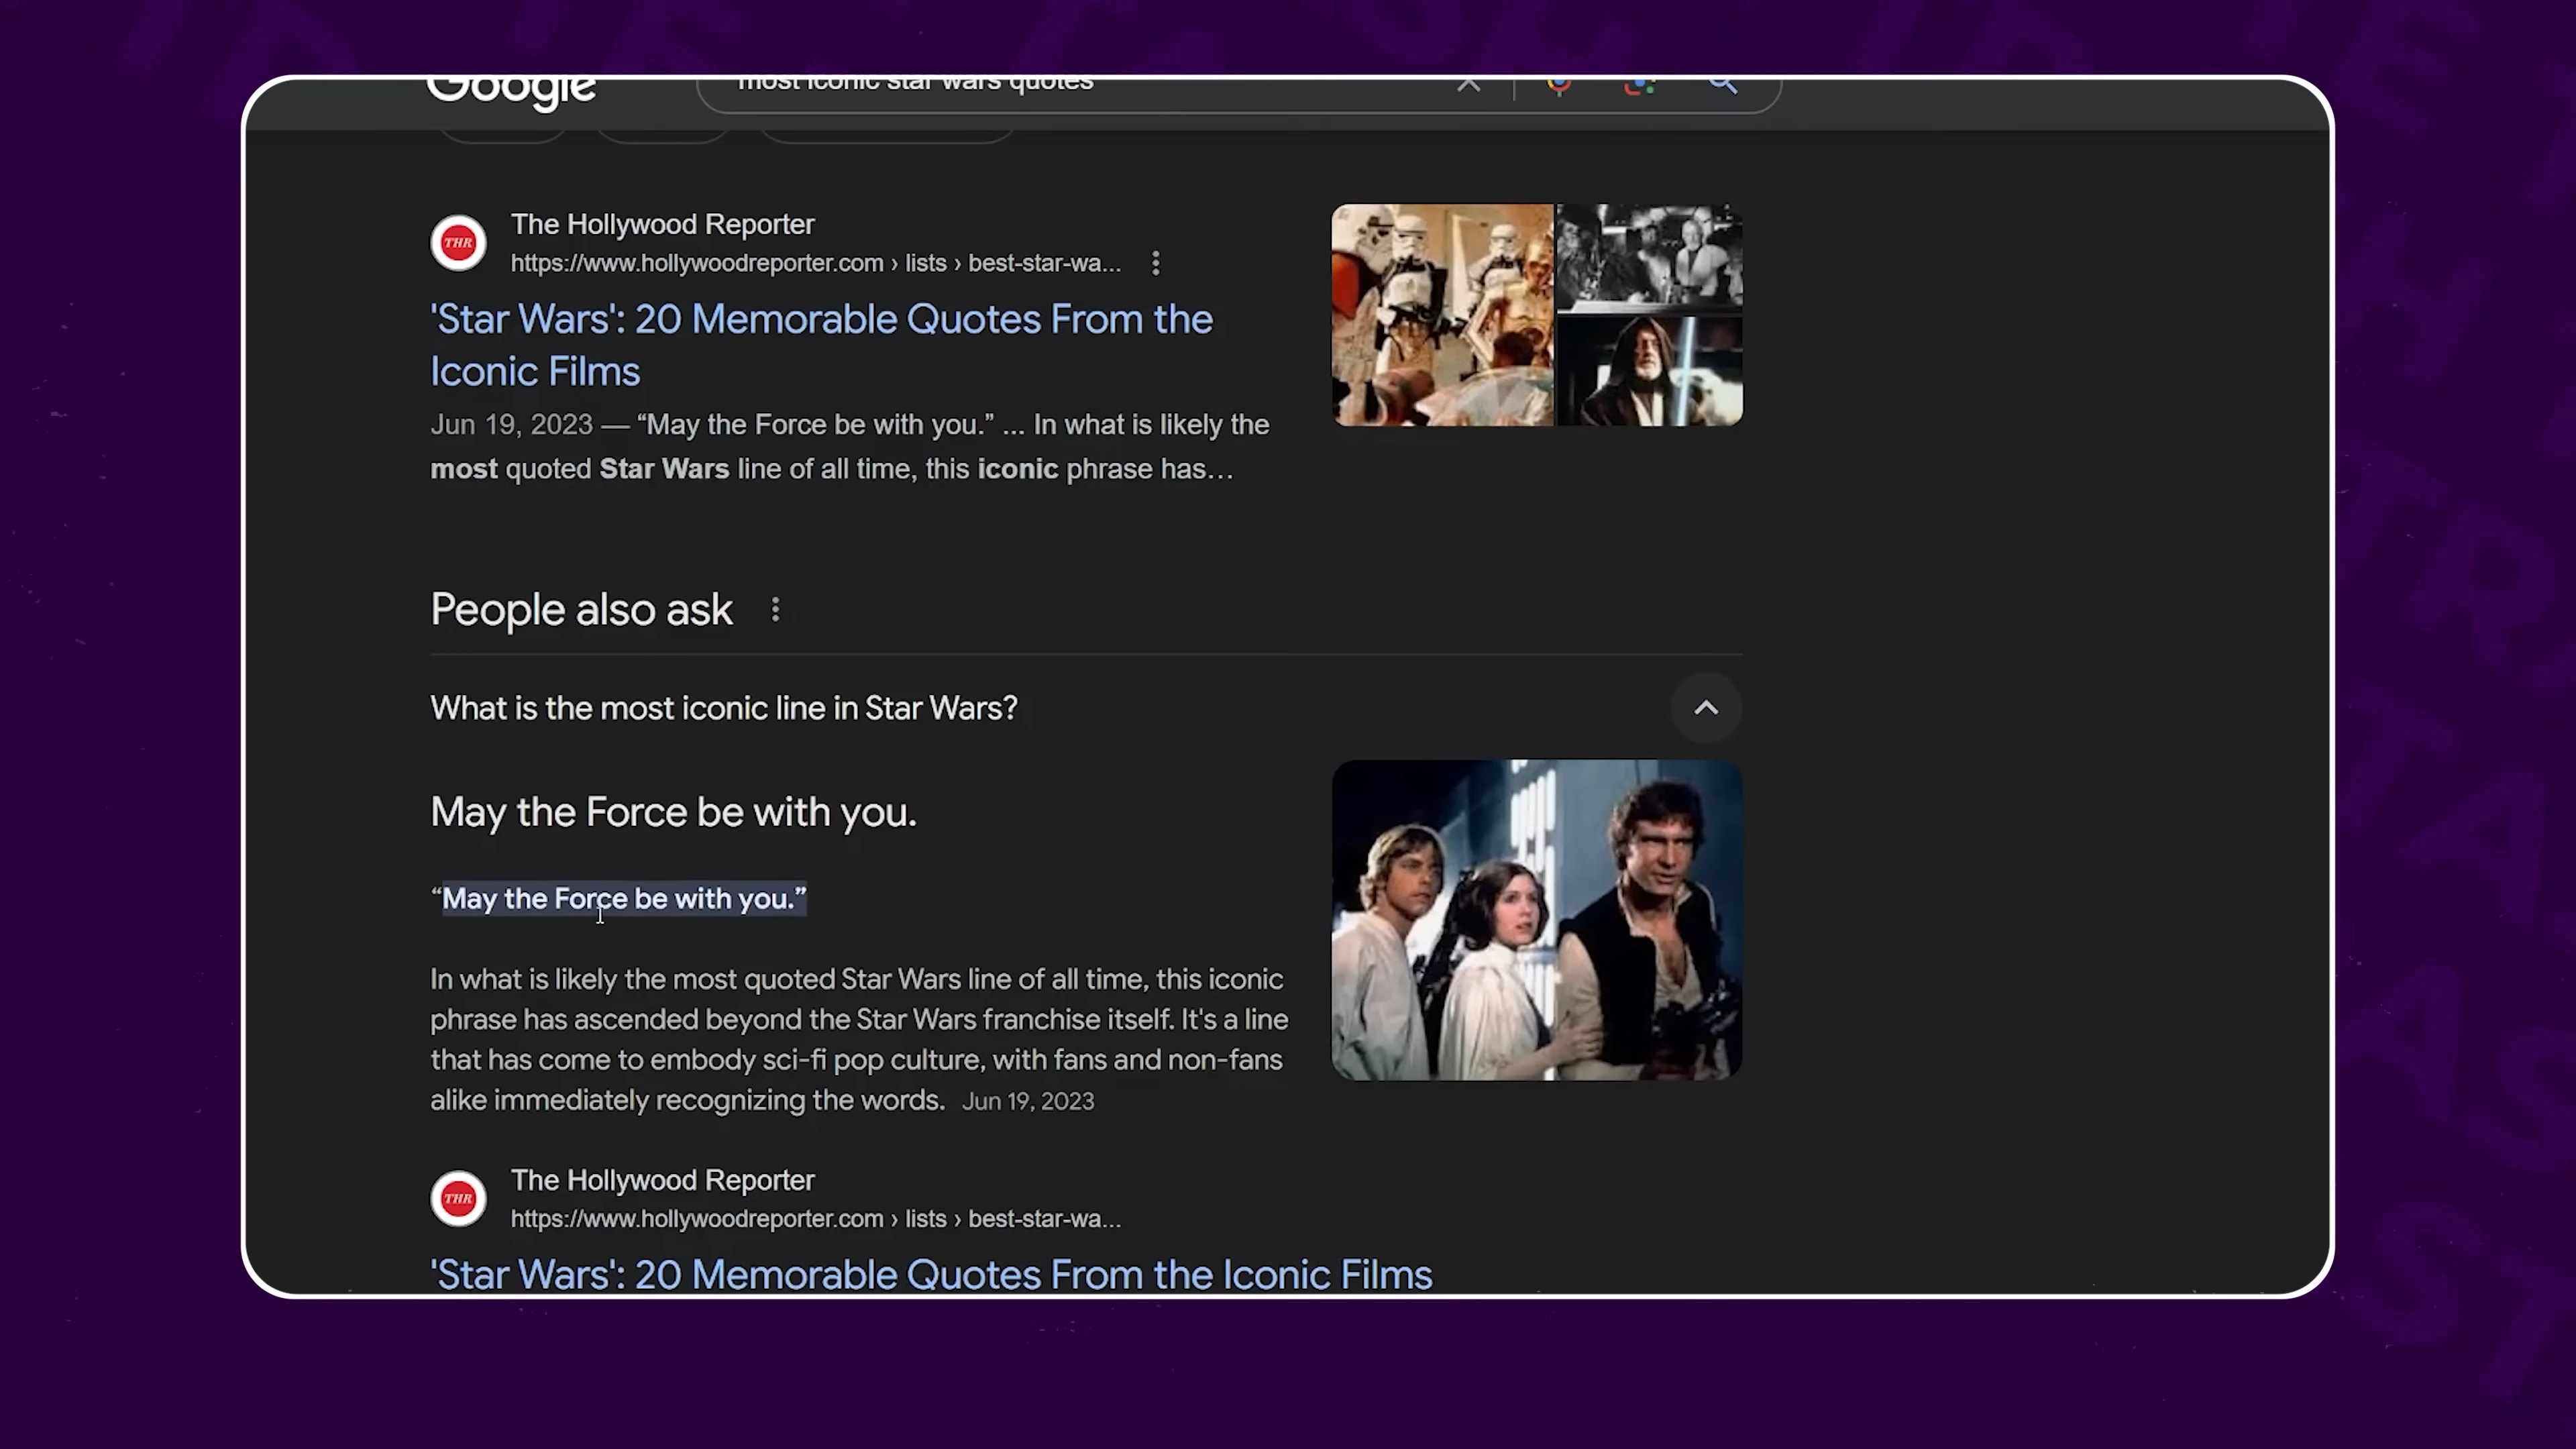 Google
most iconic star wars quotes
The Hollywood Reporter
https://www.hollywoodreporter.com › lists › best-star-wa...
'Star Wars': 20 Memorable Quotes From the
Iconic Films
Jun 19, 2023 — “May the Force be with you.” ... In what is likely the
most quoted Star Wars line of all time, this iconic phrase has...
People also ask
What is the most iconic line in Star Wars?
May the Force be with you.
“May the Force be with you.”
In what is likely the most quoted Star Wars line of all time, this iconic
phrase has ascended beyond the Star Wars franchise itself. It's a line
that has come to embody sci-fi pop culture, with fans and non-fans
alike immediately recognizing the words. Jun 19, 2023
THR
The Hollywood Reporter
https://www.hollywoodreporter.com › lists › best-star-wa...
'Star Wars': 20 Memorable Quotes From the Iconic Films